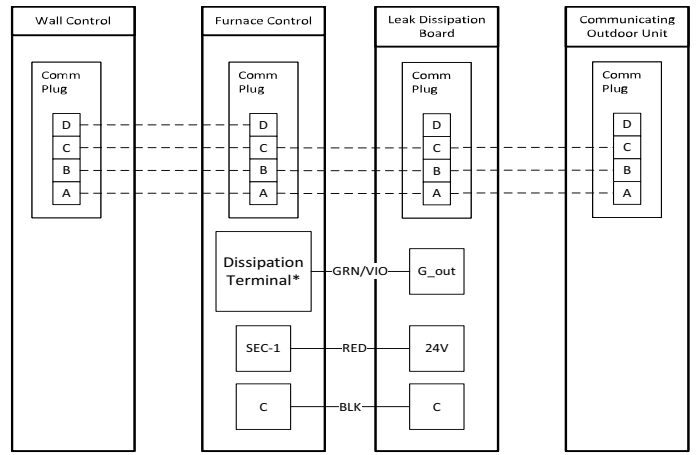 Wall Control
Furnace Control
Leak Dissipation
Board
Communicating
Outdoor Unit
Comm
Plug
D
C
B
A
Comm
Plug
D
C
B
A
Comm
Plug
D
C
B
A
Comm
Plug
D
C
B
A
Dissipation
Terminal*
GRN/VIO
G_out
SEC-1
RED
24V
C
BLK
C